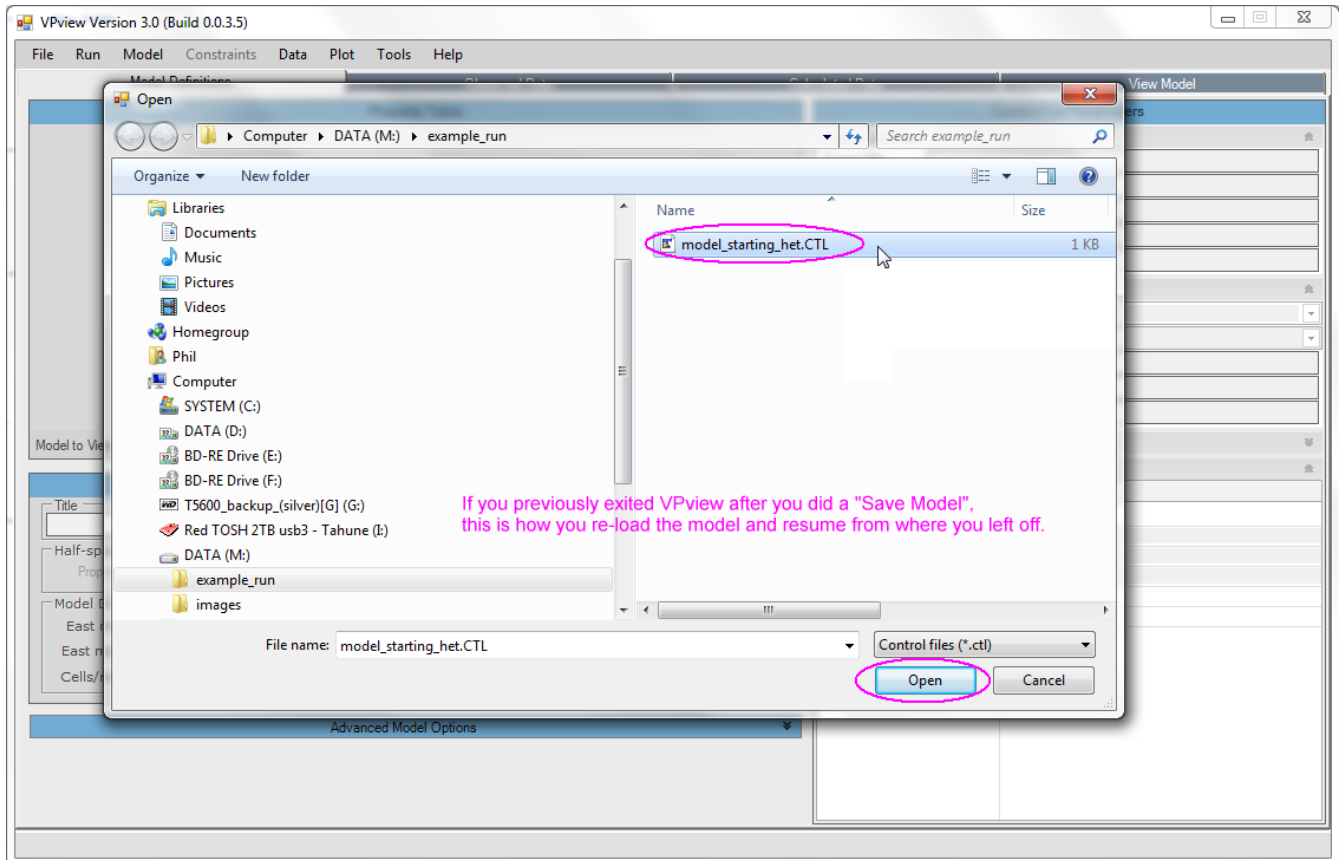 VPview Version 3.0 (Build 0.0.3.5)
File Run Model Constraints Data Plot Tools Help
Model Definitions
View Model
Open
Computer ▸ DATA (M:) ▸ example_run
Search example_run
Organize New folder
Name Size
Libraries
Documents
Music
Pictures
Videos
Homegroup
Phil
Computer
SYSTEM (C:)
DATA (D:)
BD-RE Drive (E:)
BD-RE Drive (F:)
T5600_backup_(silver)[G] (G:)
Red TOSH 2TB usb3 - Tahune (I:)
DATA (M:)
example_run
images
model_starting_het.CTL 1 KB
If you previously exited VPview after you did a "Save Model",
this is how you re-load the model and resume from where you left off.
File name: model_starting_het.CTL Control files (*.ctl)
Open Cancel
Model to Vie
Title
Half-sp
Prop
Model
East
East
Cells/
Advanced Model Options